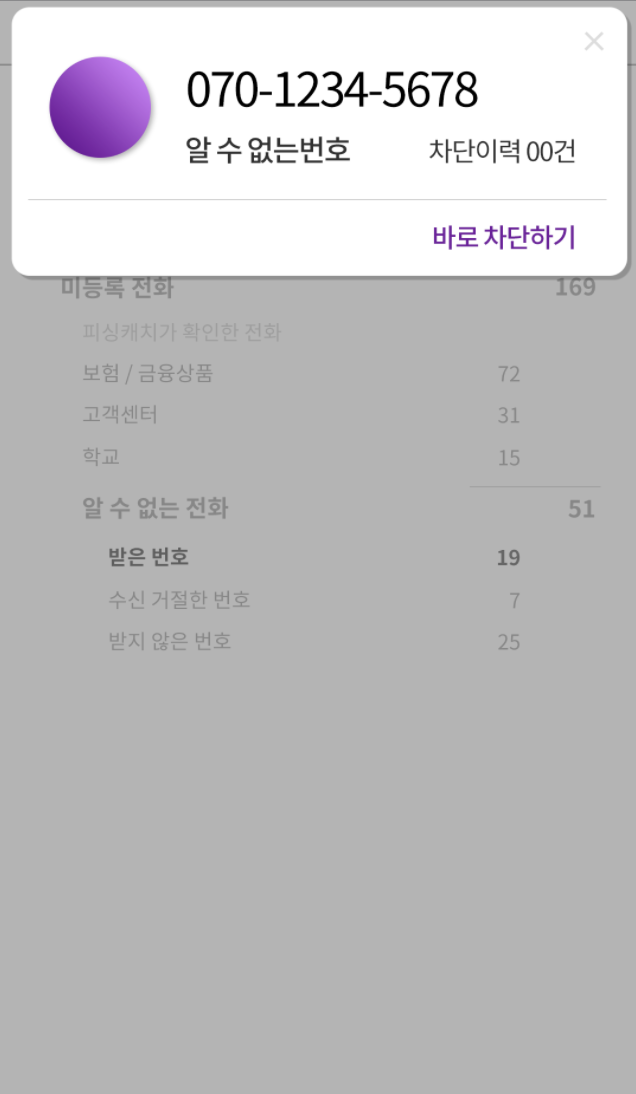 070-1234-5678
알 수 없는번호 차단이력 00건
바로 차단하기
미등록 전화 169
피싱캐치가 확인한 전화
보험 / 금융상품 72
고객센터 31
학교 15
알 수 없는 전화 51
받은 번호 19
수신 거절한 번호 7
받지 않은 번호 25